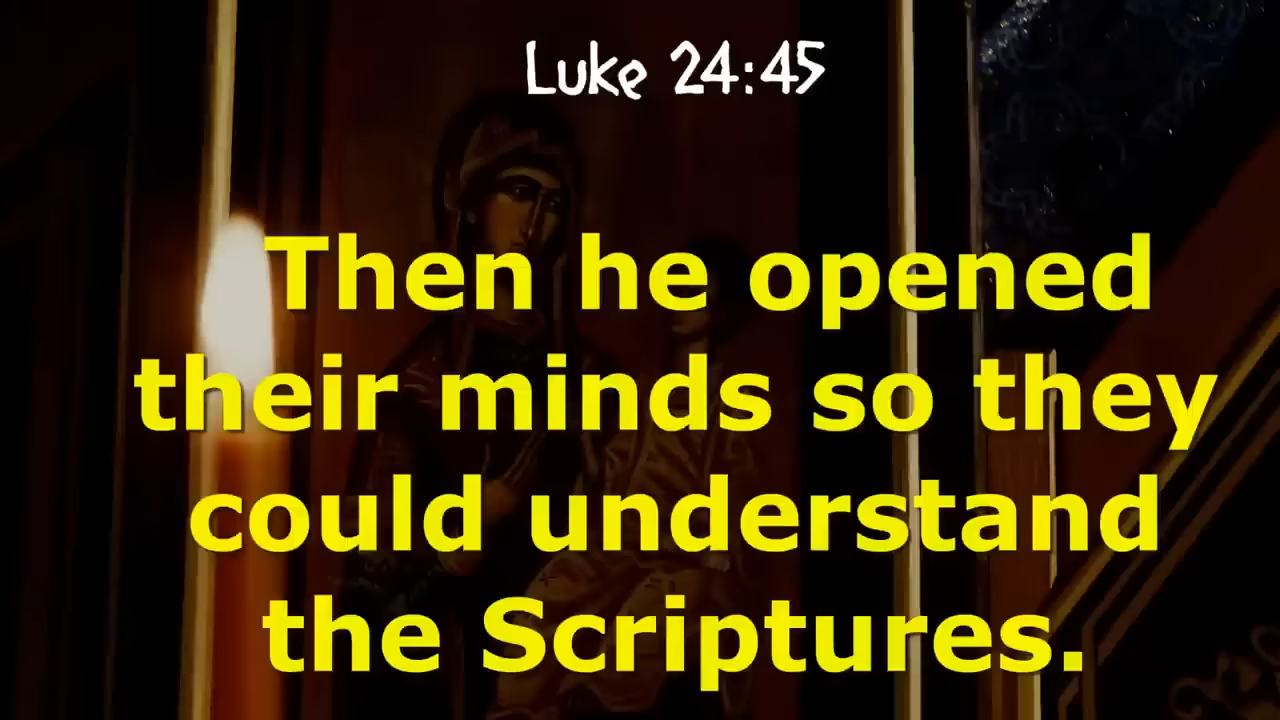 Luke 24:45
Then he opened
their minds so they
could understand
the Scriptures.